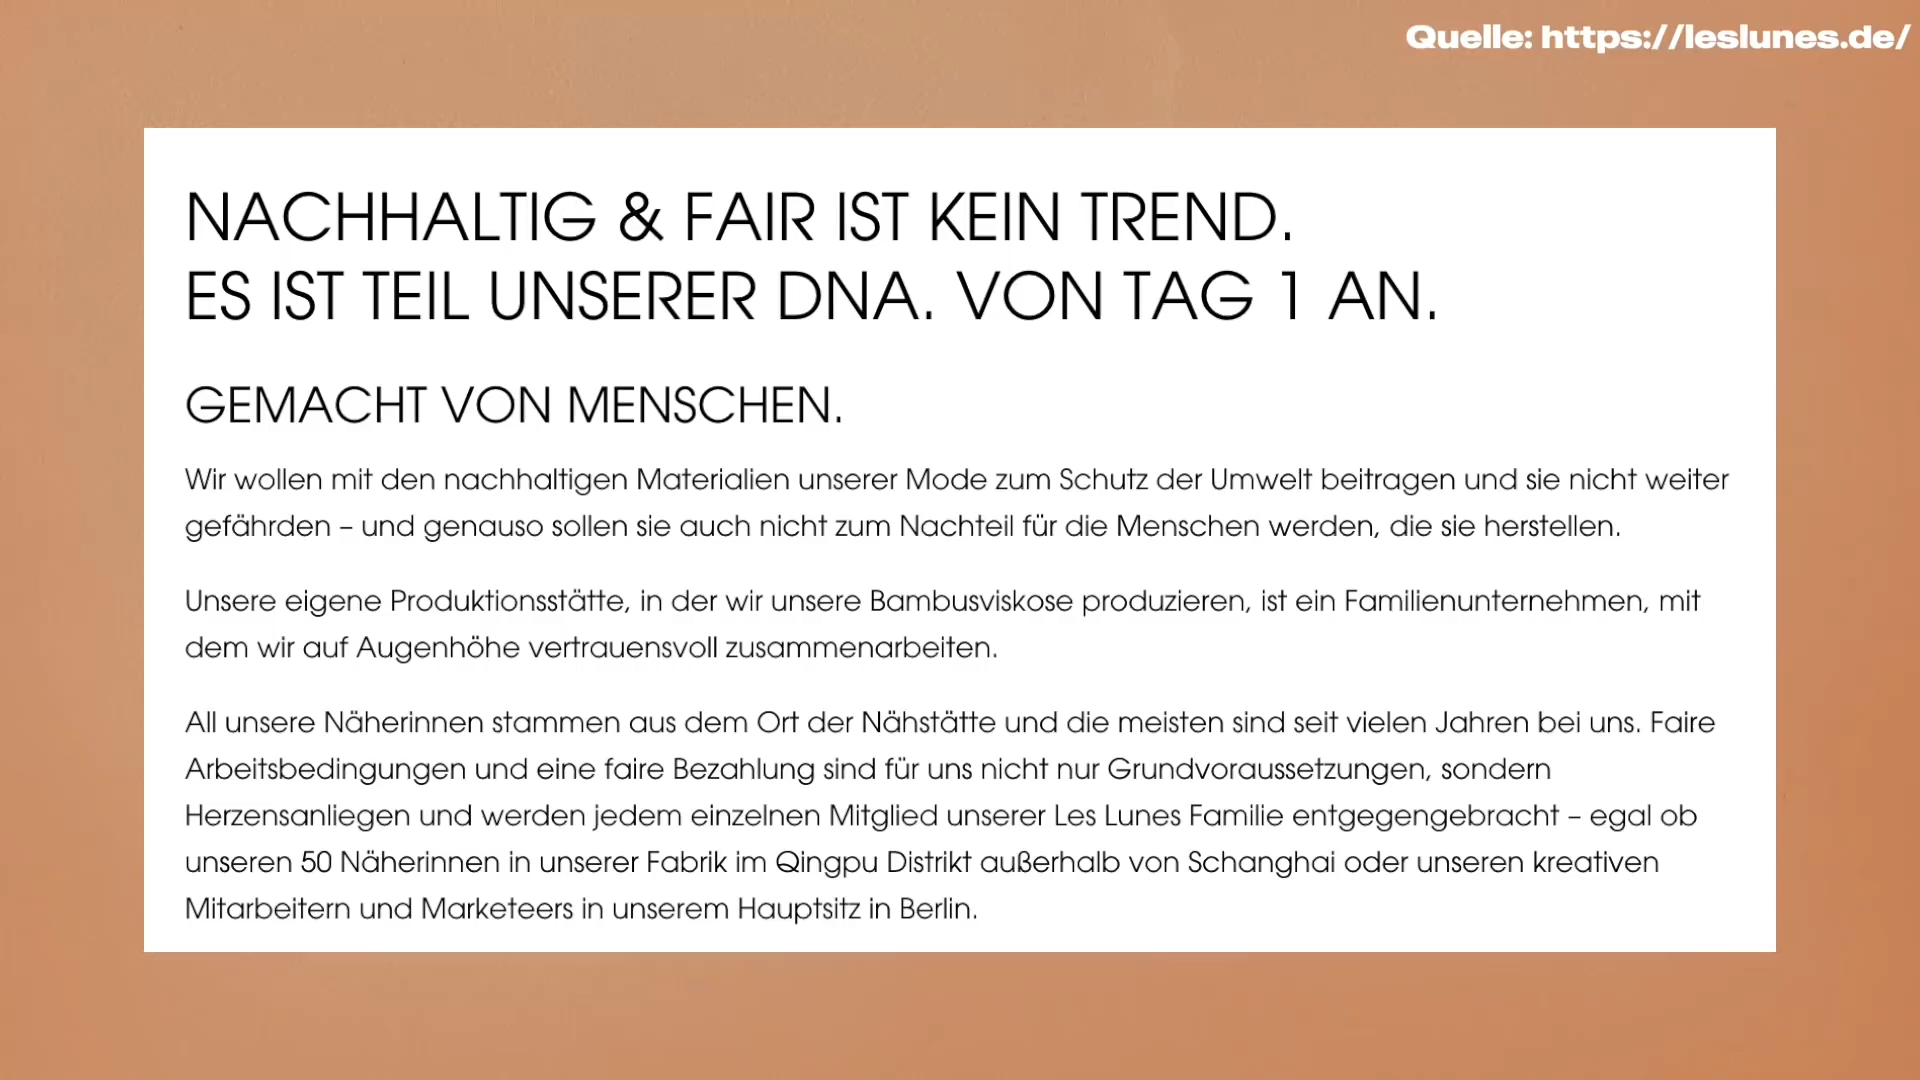 Quelle: https://leslunes.de/
NACHHALTIG & FAIR IST KEIN TREND.
ES IST TEIL UNSERER DNA. VON TAG 1 AN.
GEMACHT VON MENSCHEN.
Wir wollen mit den nachhaltigen Materialien unserer Mode zum Schutz der Umwelt beitragen und sie nicht weiter
gefährden – und genauso sollen sie auch nicht zum Nachteil für die Menschen werden, die sie herstellen.
Unsere eigene Produktionsstätte, in der wir unsere Bambusviskose produzieren, ist ein Familienunternehmen, mit
dem wir auf Augenhöhe vertrauensvoll zusammenarbeiten.
All unsere Näherinnen stammen aus dem Ort der Nähstätte und die meisten sind seit vielen Jahren bei uns. Faire
Arbeitsbedingungen und eine faire Bezahlung sind für uns nicht nur Grundvoraussetzungen, sondern
Herzensanliegen und werden jedem einzelnen Mitglied unserer Les Lunes Familie entgegengebracht – egal ob
unseren 50 Näherinnen in unserer Fabrik im Qingpu Distrikt außerhalb von Schanghai oder unseren kreativen
Mitarbeitern und Marketeers in unserem Hauptsitz in Berlin.